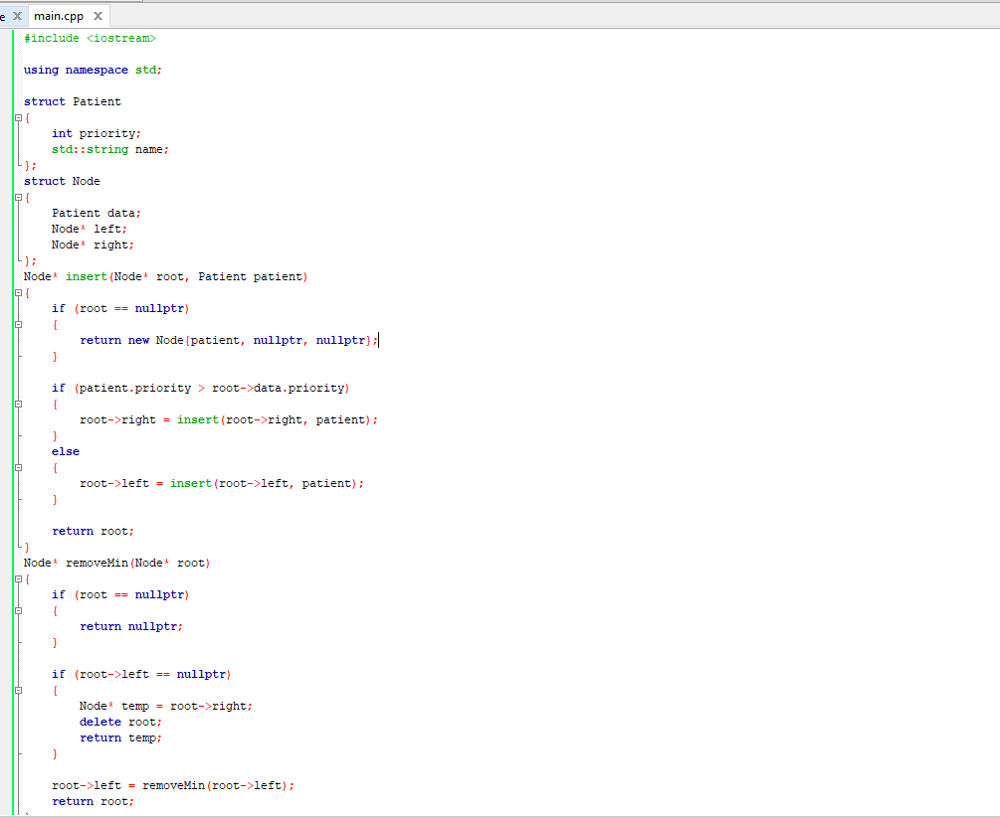 e main.cpp
#include <iostream>
using namespace std;
struct Patient
{
int priority;
std::string name;
};
struct Node
{
Patient data;
Node* left;
Node* right;
};
Node* insert(Node* root, Patient patient)
{
if (root == nullptr)
{
return new Node{patient, nullptr, nullptr};
}
if (patient.priority > root->data.priority)
{
root->right = insert(root->right, patient);
}
else
{
root->left = insert(root->left, patient);
}
return root;
}
Node* removeMin(Node* root)
{
if (root == nullptr)
{
return nullptr;
}
if (root->left == nullptr)
{
Node* temp = root->right;
delete root;
return temp;
}
root->left = removeMin(root->left);
return root;